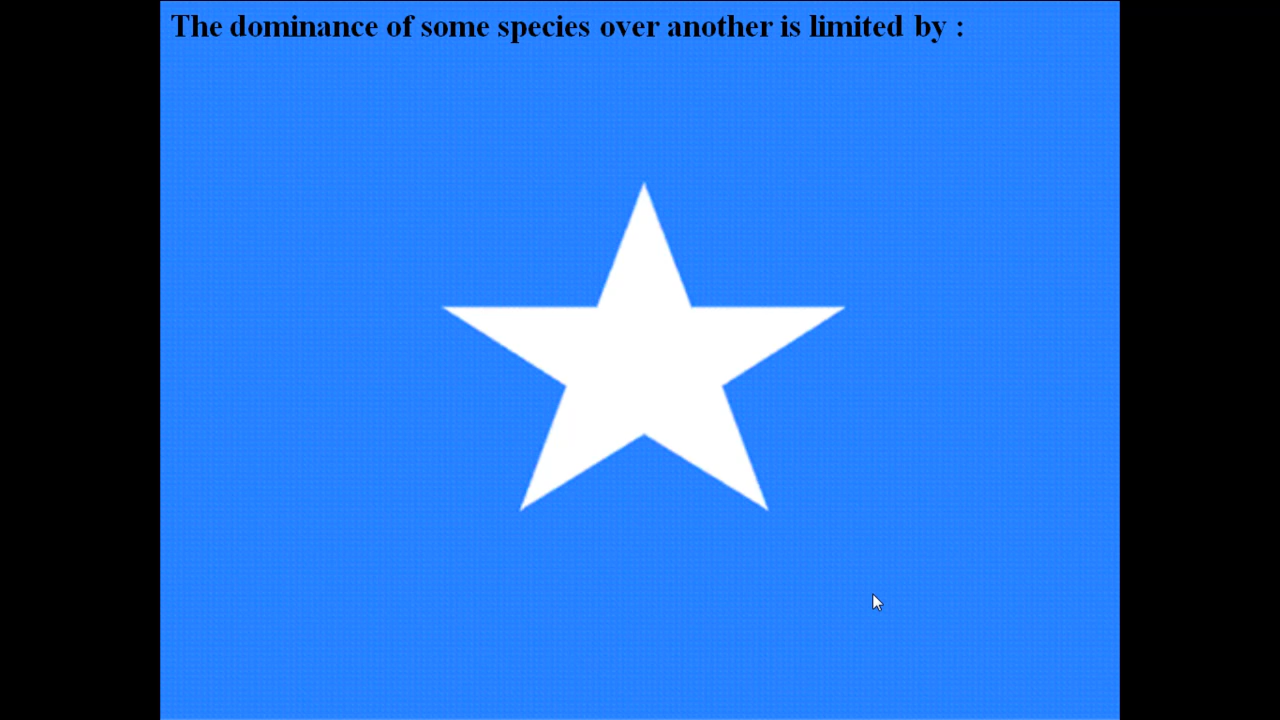 The dominance of some species over another is limited by :